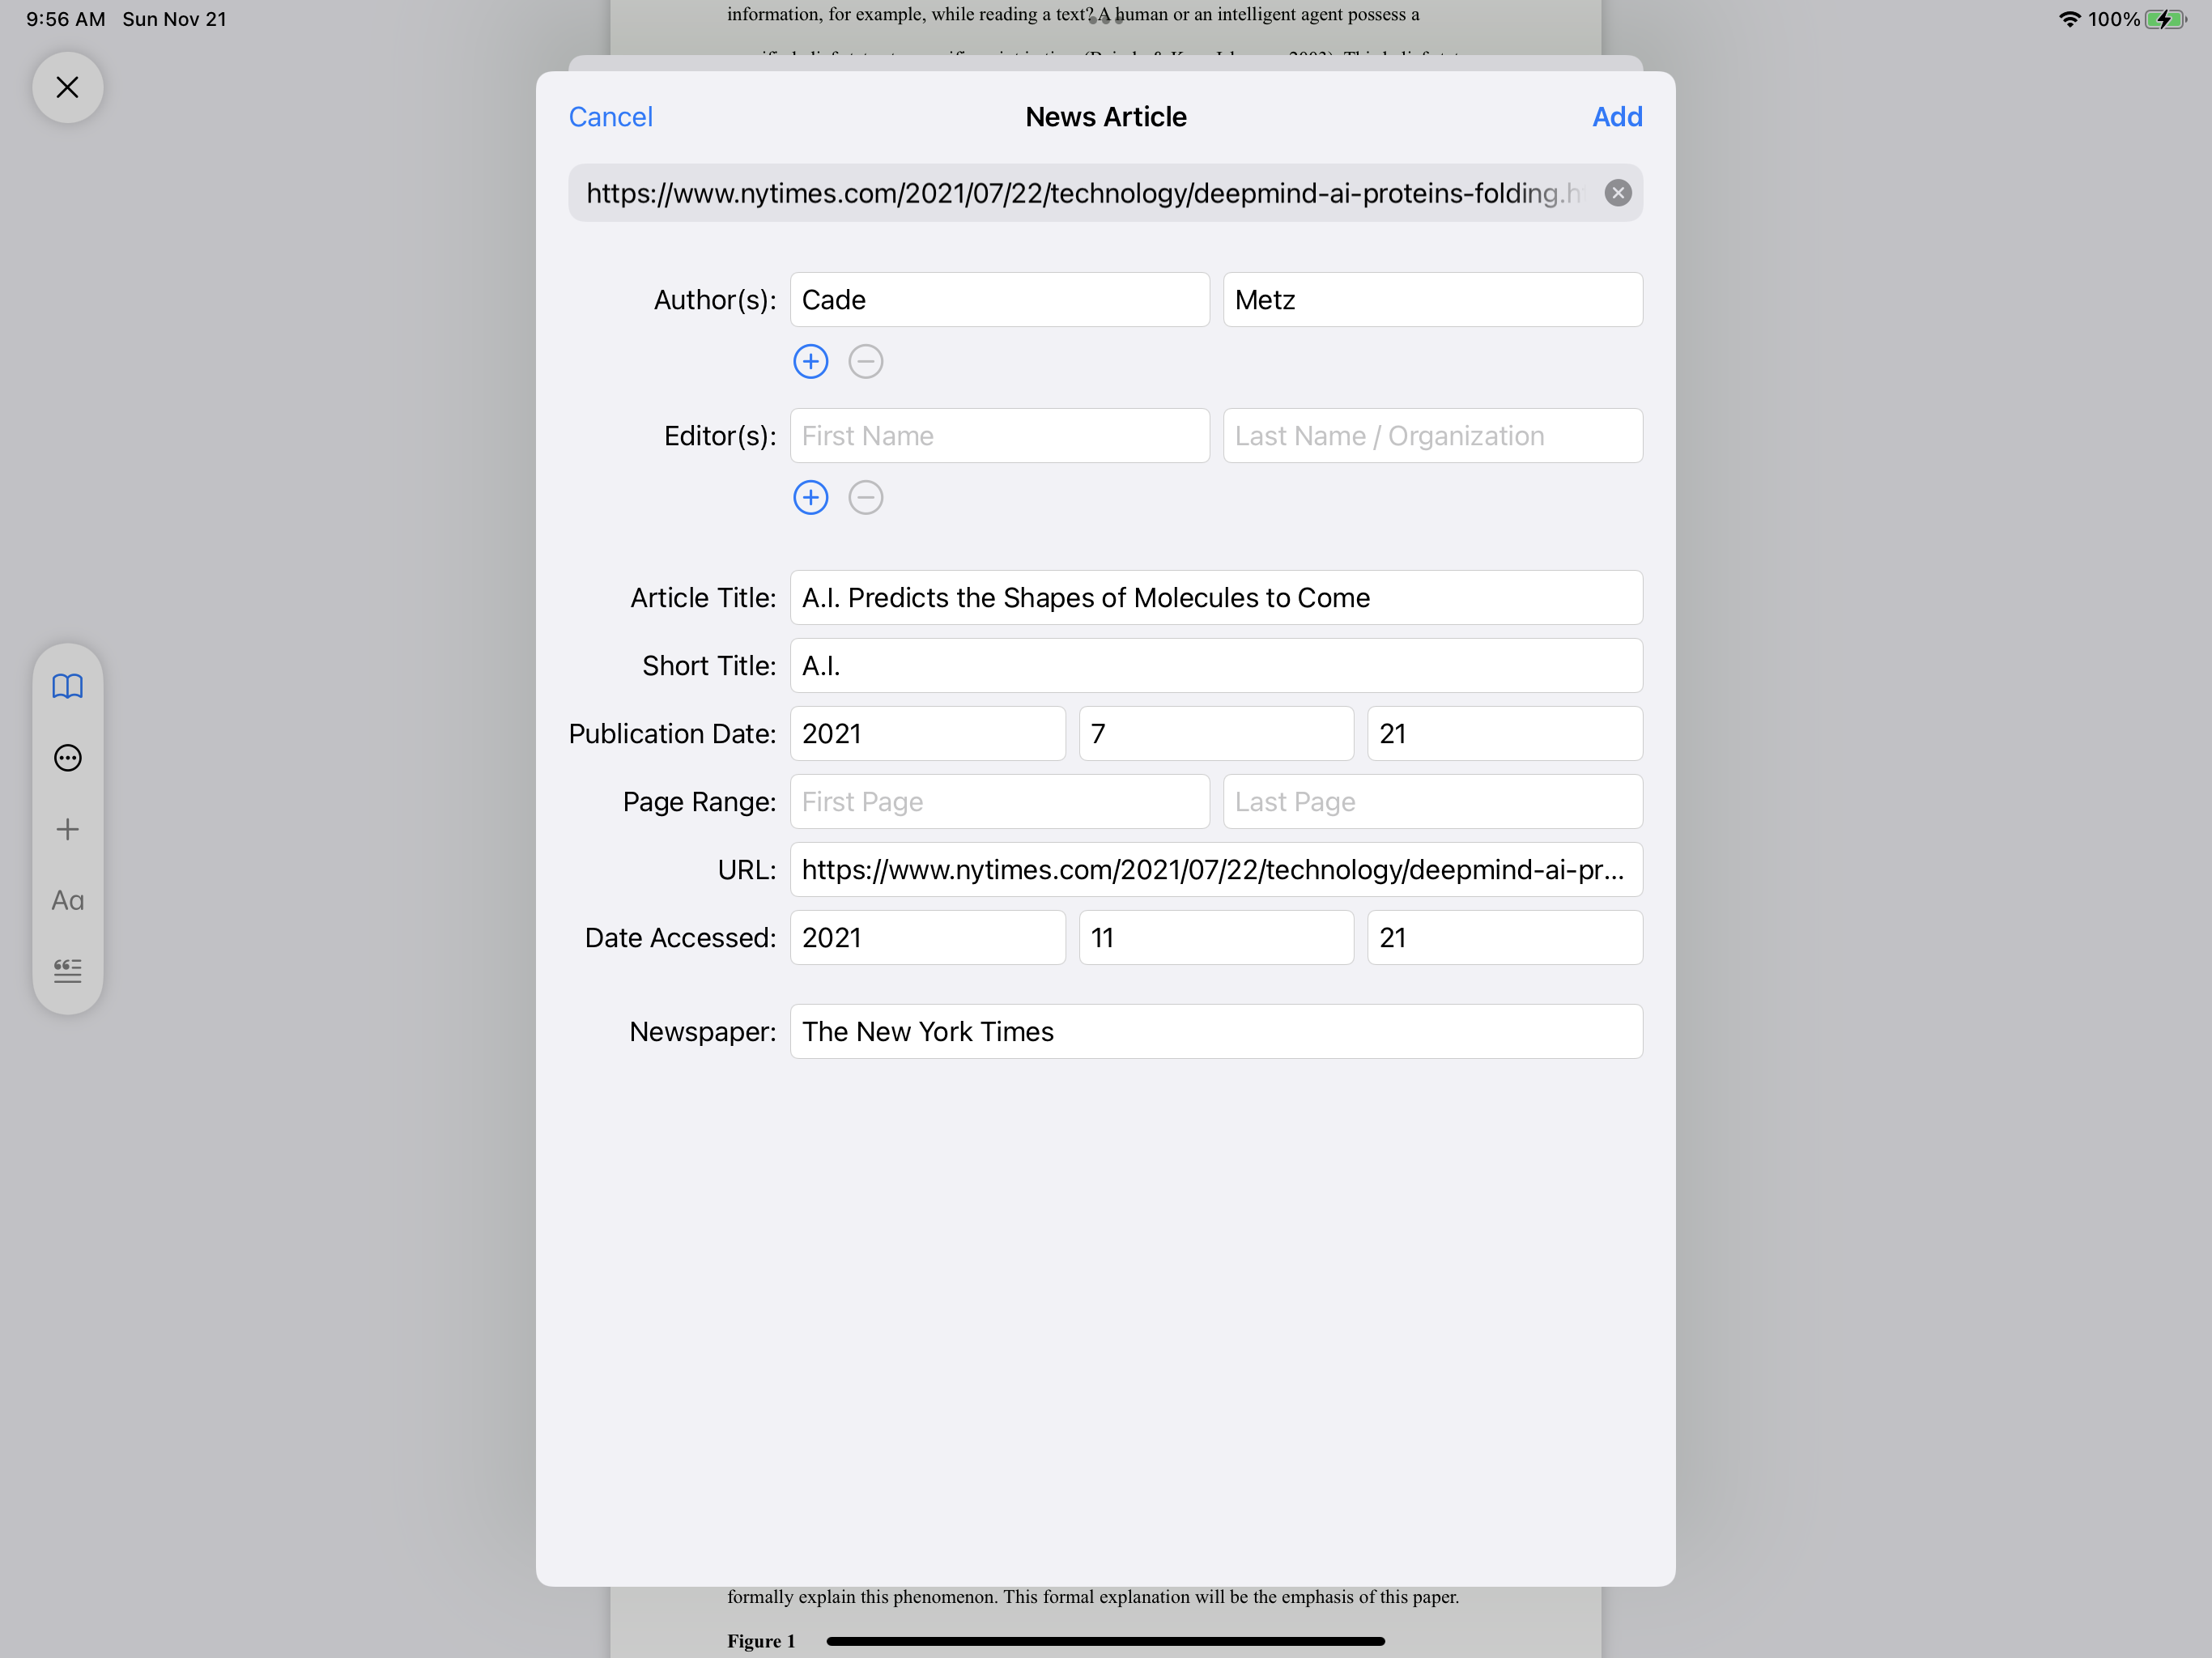 9:56 AM Sun Nov 21
100%
information, for example, while reading a text? A human or an intelligent agent possess a
Cancel
News Article
Add
https://www.nytimes.com/2021/07/22/technology/deepmind-ai-proteins-folding.h
Author(s): Cade Metz
Editor(s): First Name Last Name / Organization
Article Title: A.I. Predicts the Shapes of Molecules to Come
Short Title: A.I.
Publication Date: 2021 7 21
Page Range: First Page Last Page
URL: https://www.nytimes.com/2021/07/22/technology/deepmind-ai-pr...
Date Accessed: 2021 11 21
Newspaper: The New York Times
Aa
formally explain this phenomenon. This formal explanation will be the emphasis of this paper.
Figure 1